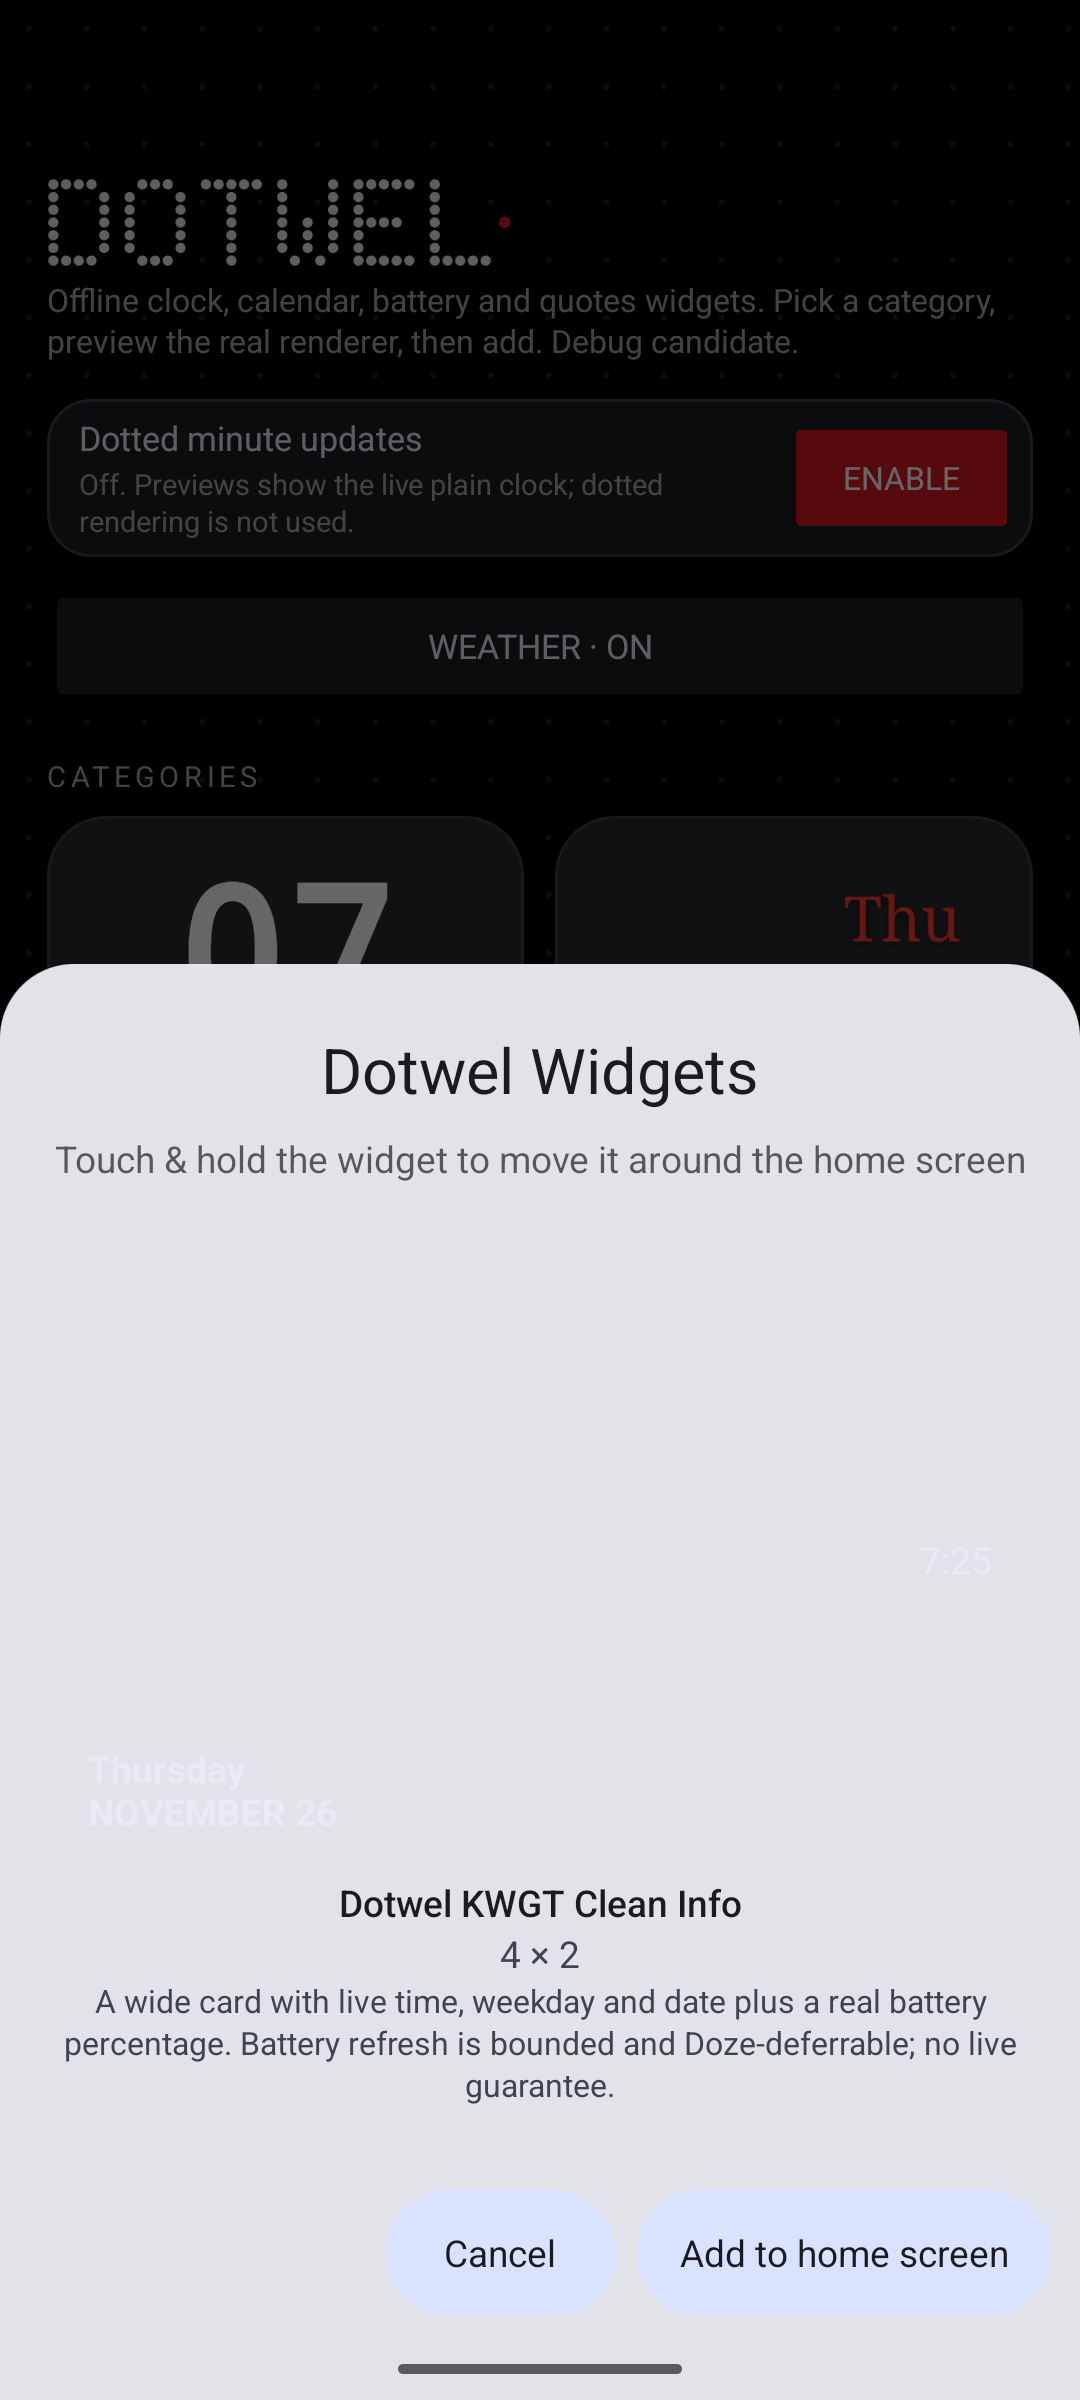 DOTWEL
Offline clock, calendar, battery and quotes widgets. Pick a category,
preview the real renderer, then add. Debug candidate.
Dotted minute updates
Off. Previews show the live plain clock; dotted
rendering is not used.
ENABLE
WEATHER · ON
CATEGORIES
07
Thu
Dotwel Widgets
Touch & hold the widget to move it around the home screen
7:25
Thursday
NOVEMBER 26
Dotwel KWGT Clean Info
4 × 2
A wide card with live time, weekday and date plus a real battery
percentage. Battery refresh is bounded and Doze-deferrable; no live
guarantee.
Cancel
Add to home screen